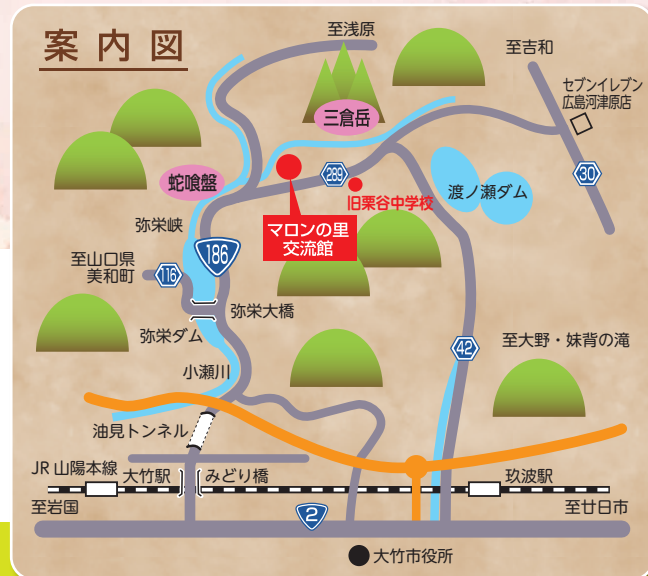 案内図
至浅原
至吉和
セブンイレブン
広島河津原店
三倉岳
30
蛇喰盤
289
旧栗谷中学校
渡ノ瀬ダム
弥栄峡
マロンの里
交流館
186
至山口県
美和町
116
弥栄大橋
弥栄ダム
42
至大野・妹背の滝
小瀬川
油見トンネル
JR山陽本線
大竹駅
みどり橋
玖波駅
至岩国
2
至廿日市
大竹市役所